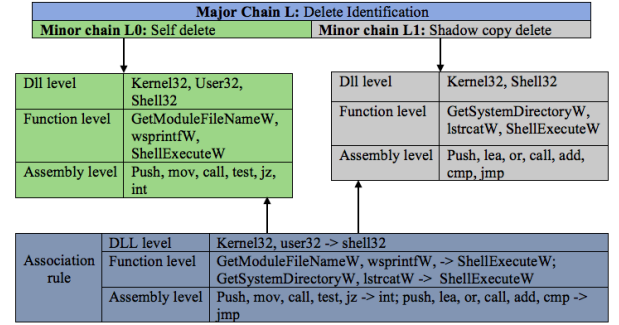 Major Chain L: Delete Identification
Minor chain L0: Self delete
Minor chain L1: Shadow copy delete
Dll level
Kernel32, User32,
Shell32
Function level
GetModuleFileNameW,
wsprintfW,
ShellExecuteW
Assembly level
Push, mov, call, test, jz,
int
Dll level
Kernel32, Shell32
Function level
GetSystemDirectoryW,
lstrcatW, ShellExecuteW
Assembly level
Push, lea, or, call, add,
cmp, jmp
Association
rule
DLL level
Kernel32, user32 -> shell32
Function level
GetModuleFileNameW, wsprintfW, -> ShellExecuteW;
GetSystemDirectoryW, lstrcatW -> ShellExecuteW
Assembly level
Push, mov, call, test, jz -> int; push, lea, or, call, add, cmp ->
jmp